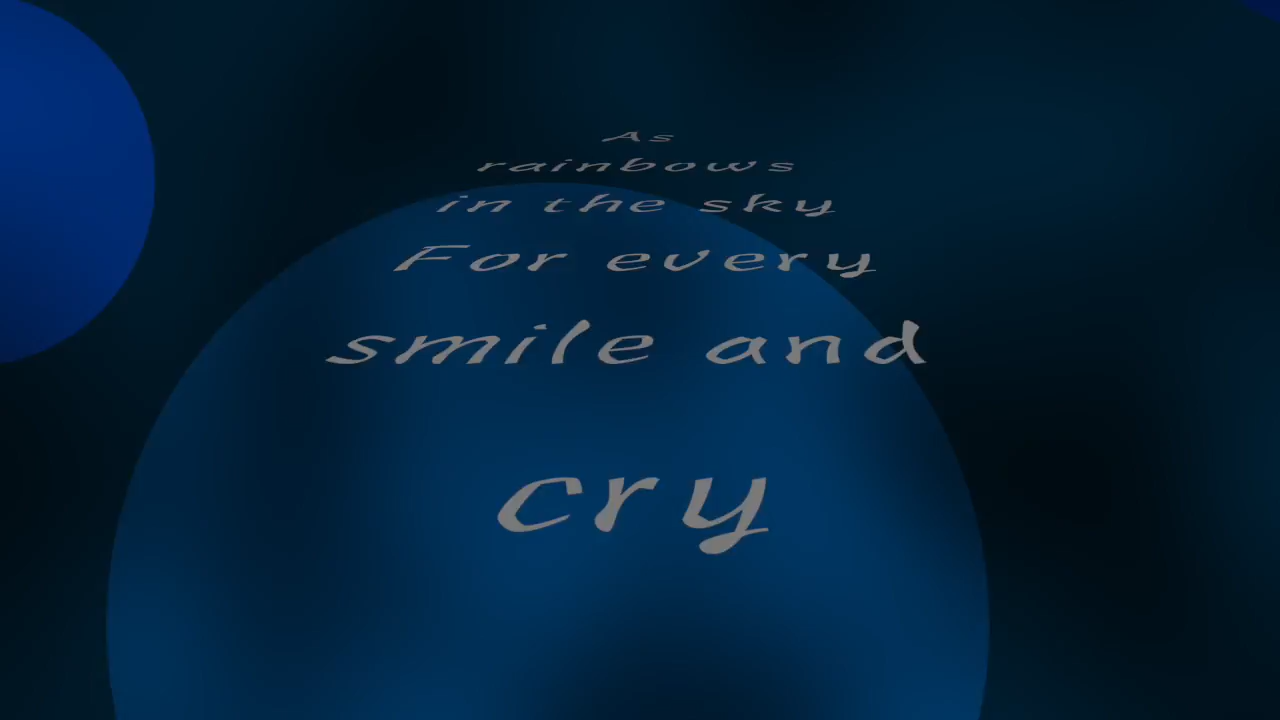 As
rainbows
in the sky
For every
smile and
cry